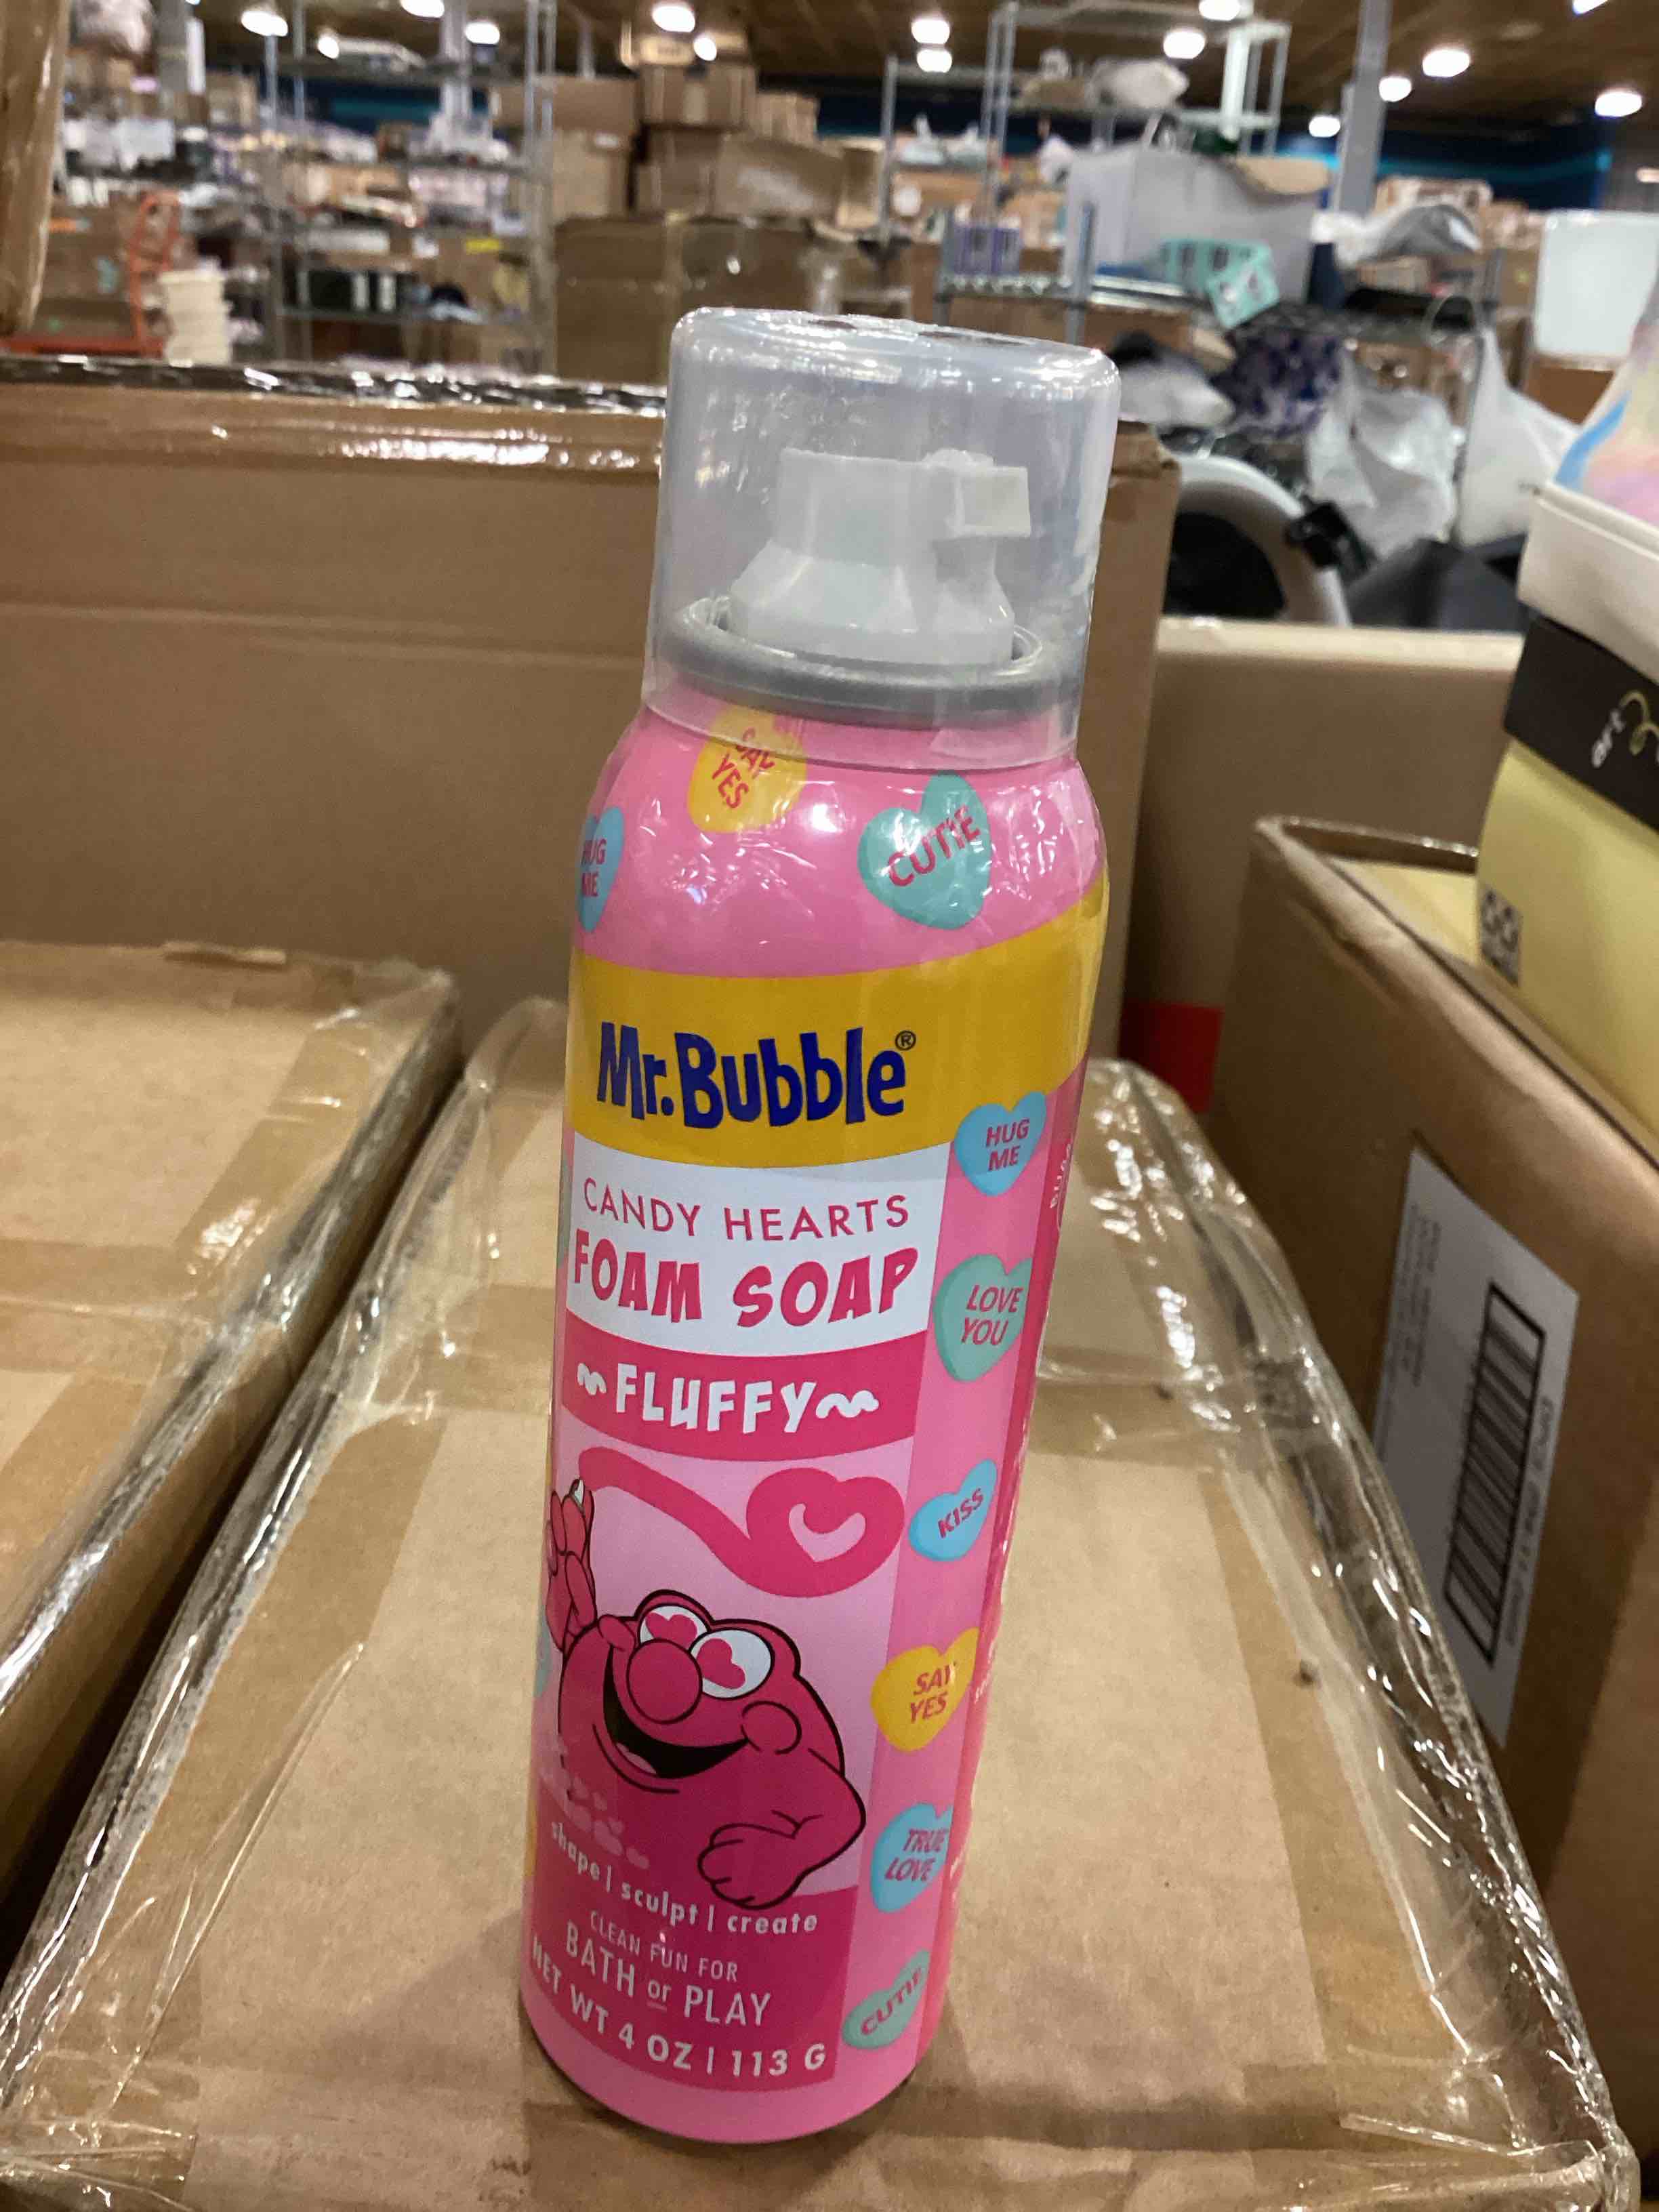 SAY
YES
CUTIE
HUG
ME
Mr. Bubble®
HUG
ME
CANDY HEARTS
FOAM SOAP
LOVE
YOU
~FLUFFY~
KISS
SAY
YES
TRUE
LOVE
shape | sculpt | create
CLEAN FUN FOR
BATH or PLAY
CUTIE
NET WT 4 OZ | 113 G